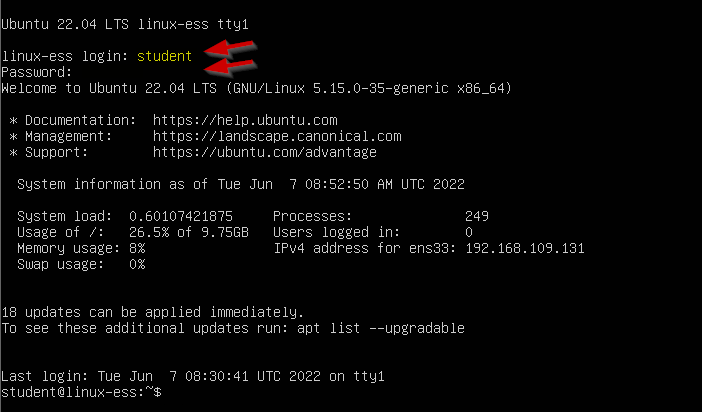 Ubuntu 22.04 LTS linux-ess tty1
linux-ess login: student
Password:
Welcome to Ubuntu 22.04 LTS (GNU/Linux 5.15.0-35-generic x86_64)
* Documentation:  https://help.ubuntu.com
* Management:     https://landscape.canonical.com
* Support:        https://ubuntu.com/advantage
System information as of Tue Jun  7 08:52:50 AM UTC 2022
System load:  0.60107421875     Processes:              249
Usage of /:   26.5% of 9.75GB   Users logged in:        0
Memory usage: 8%                IPv4 address for ens33: 192.168.109.131
Swap usage:   0%
18 updates can be applied immediately.
To see these additional updates run: apt list --upgradable
Last login: Tue Jun  7 08:30:41 UTC 2022 on tty1
student@linux-ess:~$